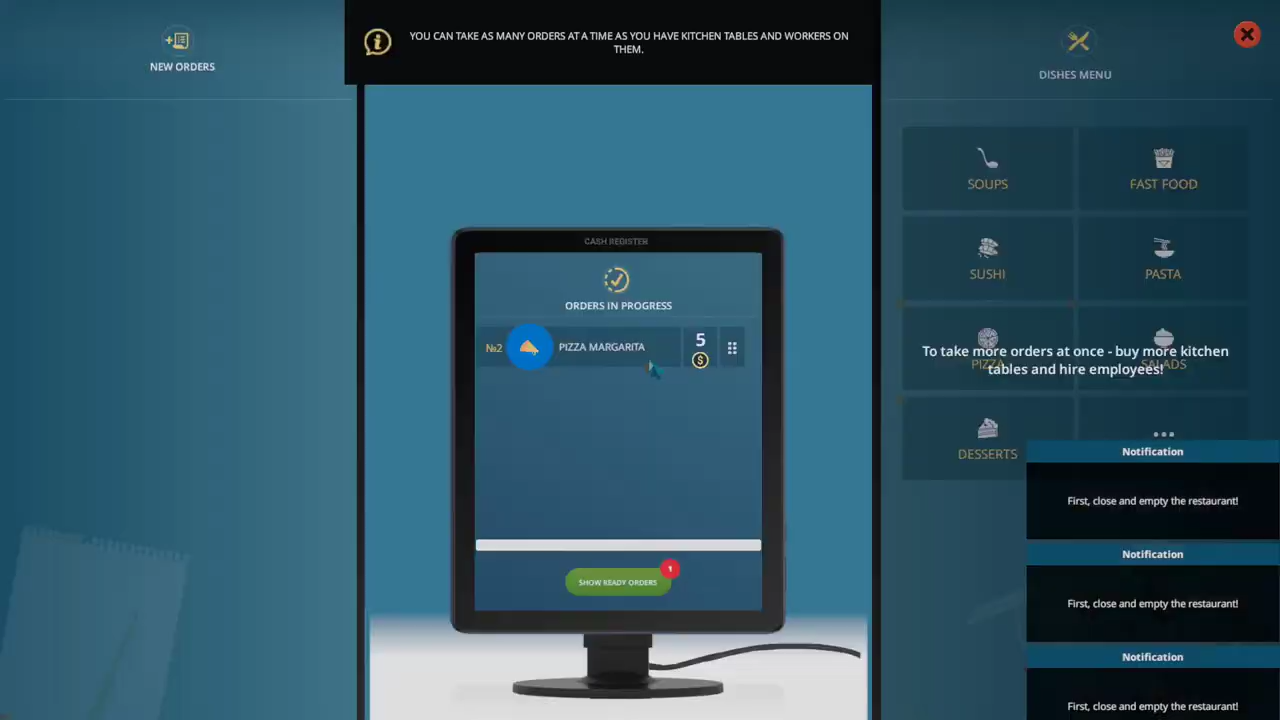 NEW ORDERS
YOU CAN TAKE AS MANY ORDERS AT A TIME AS YOU HAVE KITCHEN TABLES AND WORKERS ON
THEM.
DISHES MENU
SOUPS
FAST FOOD
SUSHI
PASTA
PIZZA
SALADS
To take more orders at once - buy more kitchen
tables and hire employees!
DESSERTS
CASH REGISTER
ORDERS IN PROGRESS
№2 PIZZA MARGARITA 5
$
SHOW READY ORDERS
1
Notification
First, close and empty the restaurant!
Notification
First, close and empty the restaurant!
Notification
First, close and empty the restaurant!